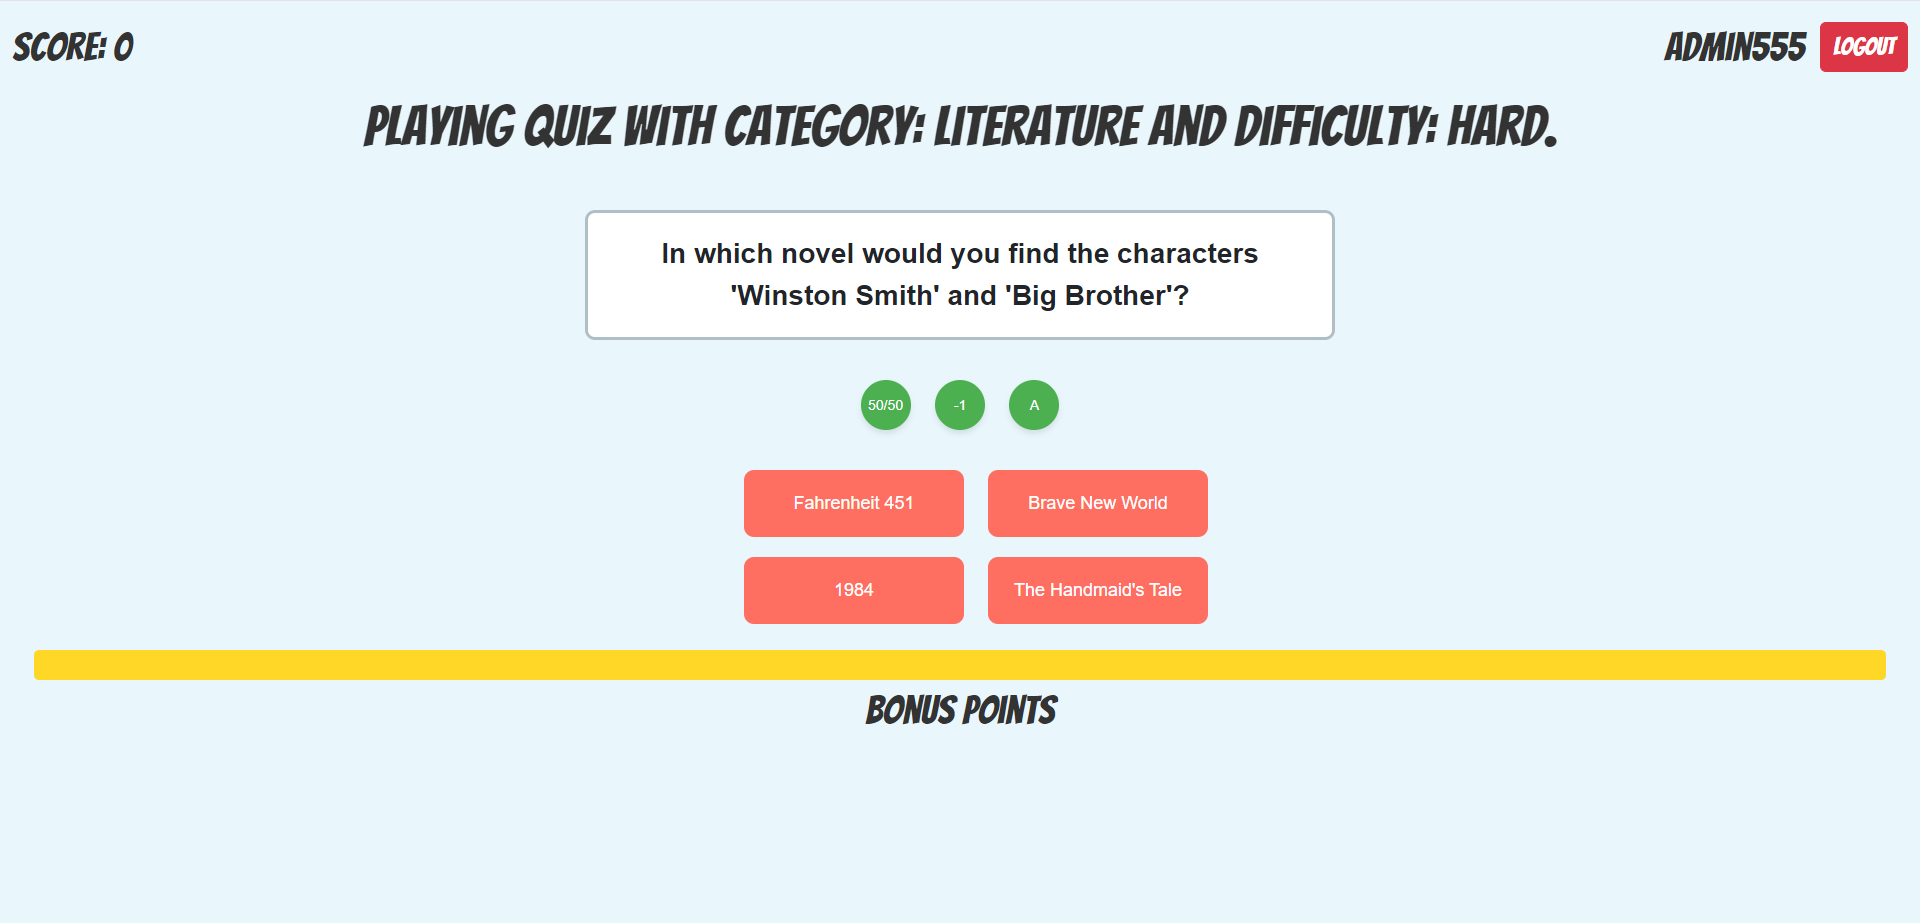 SCORE: 0
ADMIN555
LOGOUT
PLAYING QUIZ WITH CATEGORY: LITERATURE AND DIFFICULTY: HARD.
In which novel would you find the characters
'Winston Smith' and 'Big Brother'?
50/50
-1
A
Fahrenheit 451
Brave New World
1984
The Handmaid's Tale
BONUS POINTS